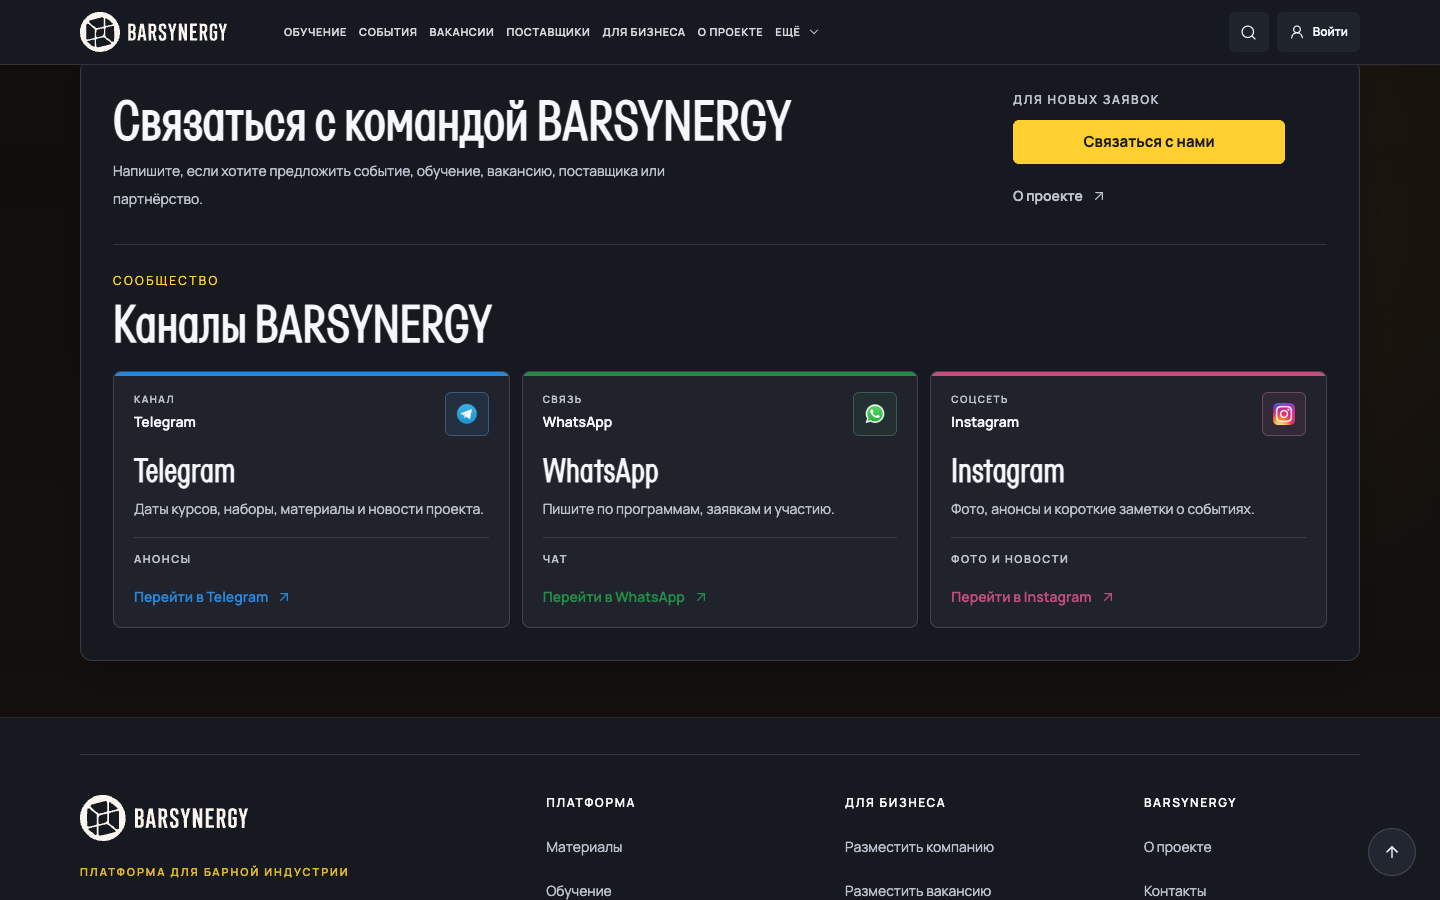 BARSYNERGY
ОБУЧЕНИЕ СОБЫТИЯ ВАКАНСИИ ПОСТАВЩИКИ ДЛЯ БИЗНЕСА О ПРОЕКТЕ ЕЩЁ
Войти
Связаться с командой BARSYNERGY
Напишите, если хотите предложить событие, обучение, вакансию, поставщика или
партнёрство.
ДЛЯ НОВЫХ ЗАЯВОК
Связаться с нами
О проекте
СООБЩЕСТВО
Каналы BARSYNERGY
КАНАЛ
Telegram
Telegram
Даты курсов, наборы, материалы и новости проекта.
АНОНСЫ
Перейти в Telegram
СВЯЗЬ
WhatsApp
WhatsApp
Пишите по программам, заявкам и участию.
ЧАТ
Перейти в WhatsApp
СОЦСЕТЬ
Instagram
Instagram
Фото, анонсы и короткие заметки о событиях.
ФОТО И НОВОСТИ
Перейти в Instagram
BARSYNERGY
ПЛАТФОРМА ДЛЯ БАРНОЙ ИНДУСТРИИ
ПЛАТФОРМА
Материалы
Обучение
ДЛЯ БИЗНЕСА
Разместить компанию
Разместить вакансию
BARSYNERGY
О проекте
Контакты